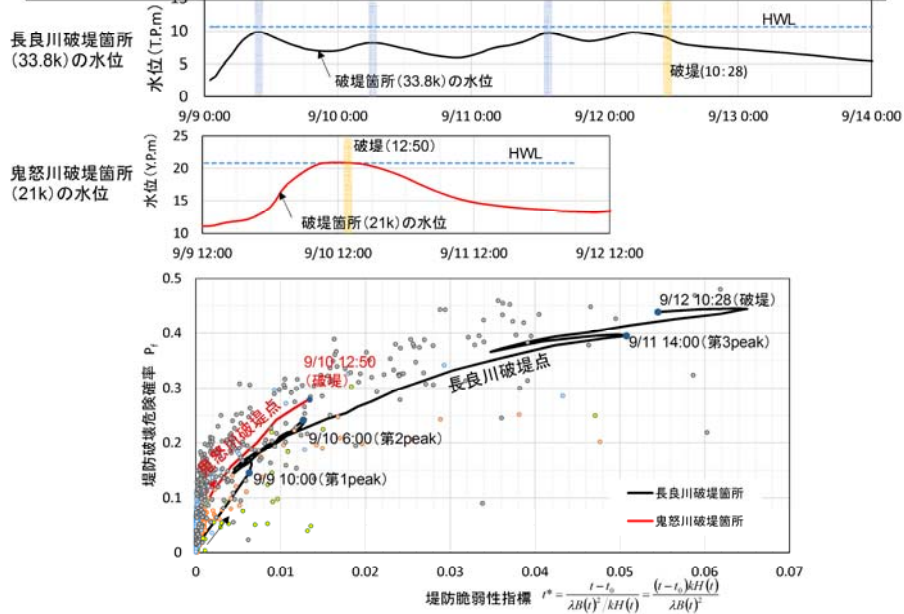 長良川破堤箇所
(33.8k)の水位
水位(T.P.m)
15
10
5
0
HWL
破堤箇所(33.8k)の水位
破堤(10:28)
9/9 0:00
9/10 0:00
9/11 0:00
9/12 0:00
9/13 0:00
9/14 0:00
鬼怒川破堤箇所
(21k)の水位
水位(Y.P.m)
25
20
15
10
破堤(12:50)
HWL
破堤箇所(21k)の水位
9/9 12:00
9/10 12:00
9/11 12:00
9/12 12:00
堤防破壊危険確率 Pf
0.5
0.4
0.3
0.2
0.1
0
9/12 10:28(破堤)
9/11 14:00(第3peak)
長良川破堤点
9/10 12:50
(破堤)
鬼怒川破堤点
9/10 6:00(第2peak)
9/9 10:00(第1peak)
長良川破堤箇所
鬼怒川破堤箇所
0
0.01
0.02
0.03
0.04
0.05
0.06
0.07
堤防脆弱性指標 t* = t−t₀ / λB(t)²/kH(t) = (t−t₀)kH(t) / λB(t)²